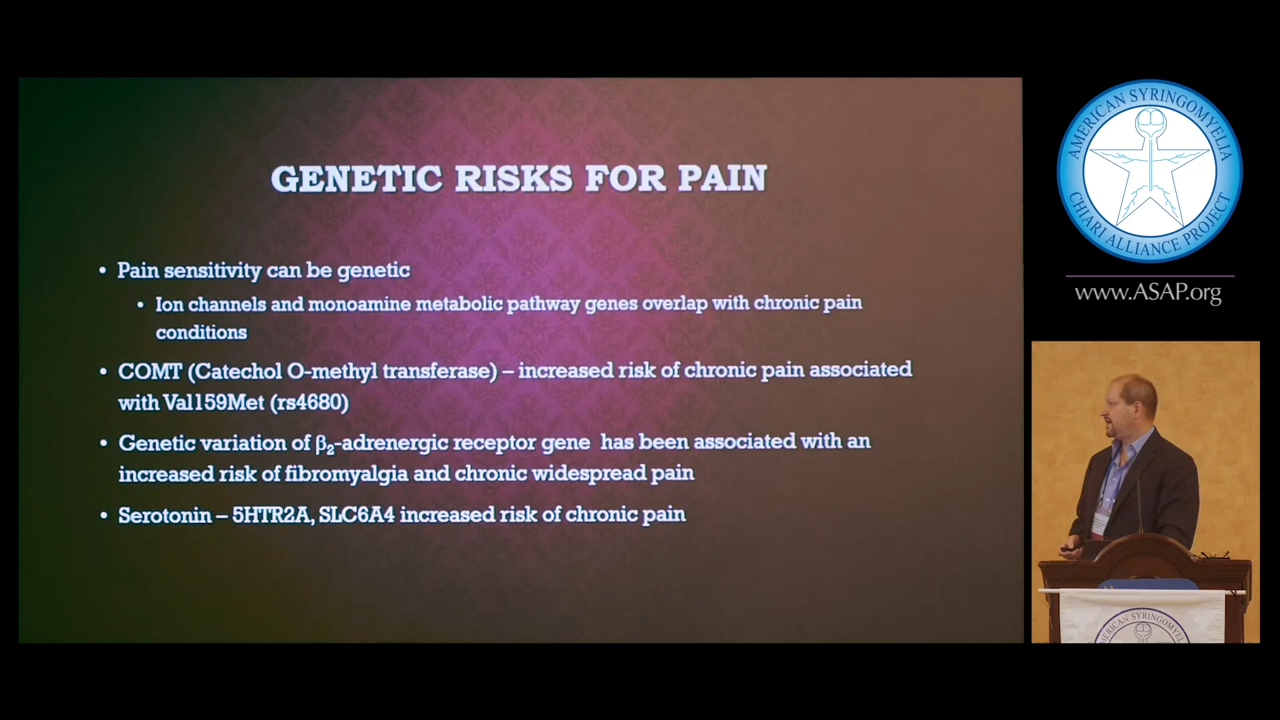 GENETIC RISKS FOR PAIN
• Pain sensitivity can be genetic
• Ion channels and monoamine metabolic pathway genes overlap with chronic pain
conditions
• COMT (Catechol O-methyl transferase) – increased risk of chronic pain associated
with Val159Met (rs4680)
• Genetic variation of β₂-adrenergic receptor gene has been associated with an
increased risk of fibromyalgia and chronic widespread pain
• Serotonin – 5HTR2A, SLC6A4 increased risk of chronic pain
AMERICAN SYRINGOMYELIA
CHIARI ALLIANCE PROJECT
www.ASAP.org
AMERICAN SYRINGOMYELIA